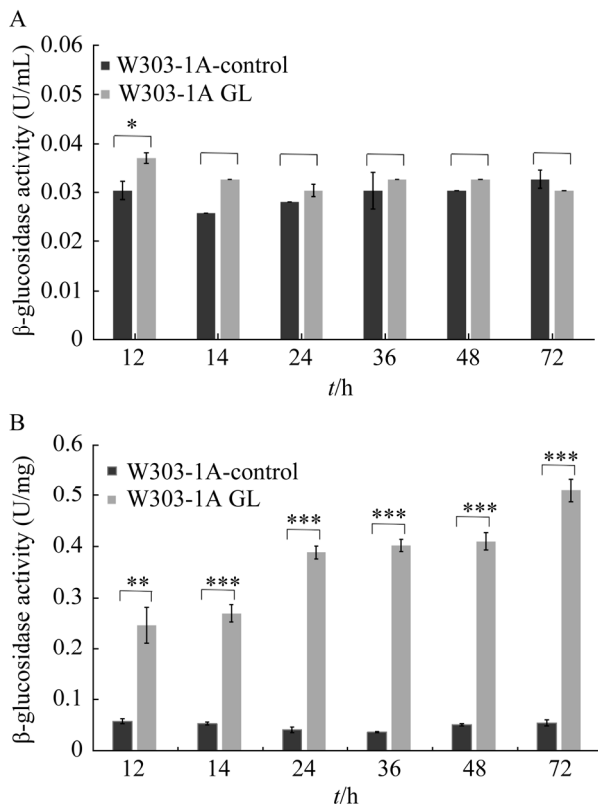 A
β-glucosidase activity (U/mL)
0.06
0.05
0.04
0.03
0.02
0.01
0
W303-1A-control
W303-1A GL
*
12 14 24 36 48 72
t/h
B
β-glucosidase activity (U/mg)
0.6
0.5
0.4
0.3
0.2
0.1
0
W303-1A-control
W303-1A GL
** *** *** *** *** ***
12 14 24 36 48 72
t/h